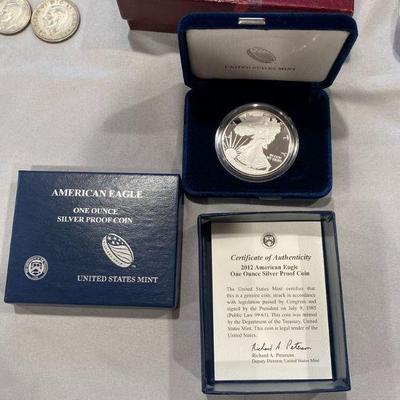 UNITED STATES MINT
AMERICAN EAGLE
ONE OUNCE
SILVER PROOF COIN
UNITED STATES MINT
Certificate of Authenticity
2012 American Eagle
One Ounce Silver Proof Coin
The United States Mint certifies that
this is a genuine coin, struck in accordance
with legislation passed by Congress and
signed by the President on July 9, 1985
(Public Law 99-61). This coin was minted
by the Department of the Treasury, United
States Mint. This coin is legal tender of the
United States.
Richard A. Peterson
Richard A. Peterson
Deputy Director, United States Mint